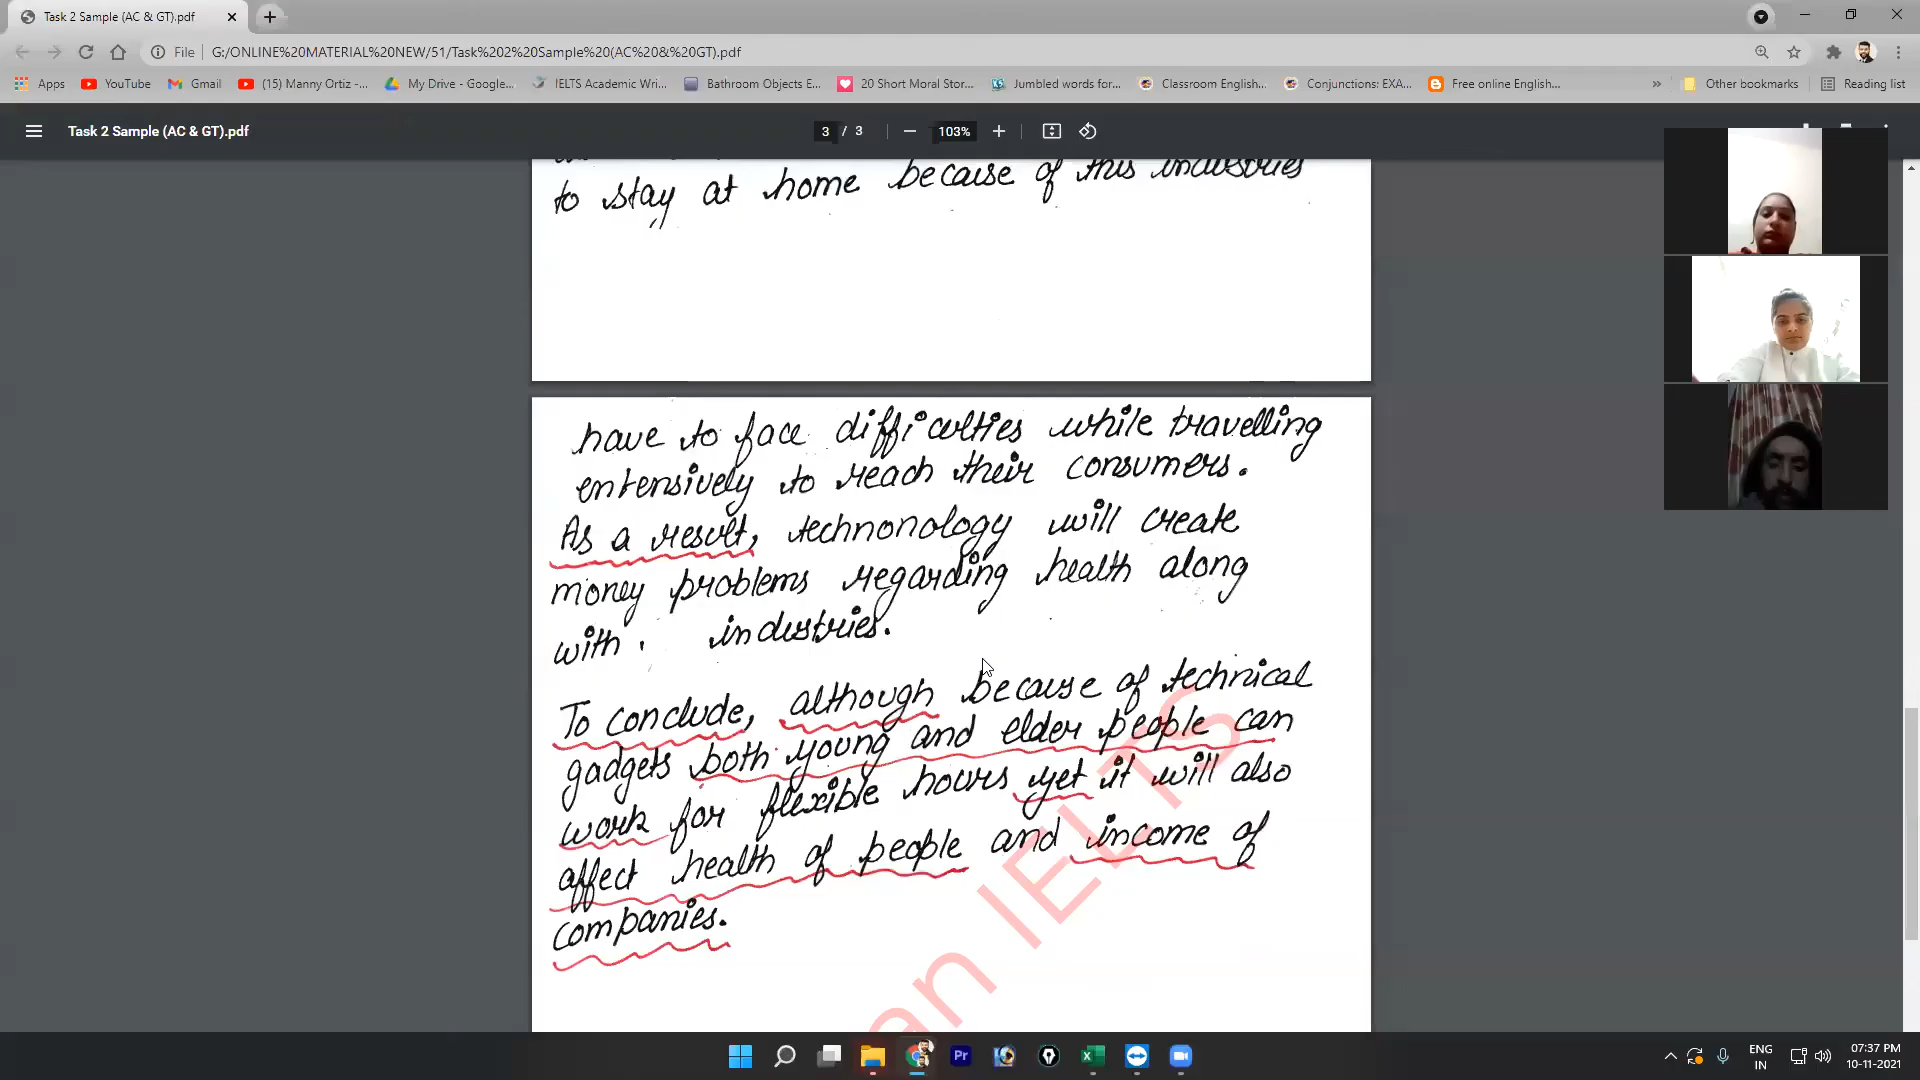 Task 2 Sample (AC & GT).pdf
File G:/ONLINE%20MATERIAL%20NEW/51/Task%202%20Sample%20(AC%20&%20GT).pdf
Apps YouTube Gmail (15) Manny Ortiz -... My Drive - Google... IELTS Academic Wri... Bathroom Objects E... 20 Short Moral Stor... Jumbled words for... Classroom English... Conjunctions: EXA... Free online English... » Other bookmarks Reading list
Task 2 Sample (AC & GT).pdf 3 / 3 103%
to stay at home because of this industries
have to face difficulties while travelling
entensively to reach their consumers.
As a result, technonology will create
money problems regarding health along
with industries.
To conclude, although because of technical
gadgets both young and elder people can
work for flexible hours yet it will also
affect health of people and income of
companies.
an IELTS
Pr
ENG
IN
07:37 PM
10-11-2021